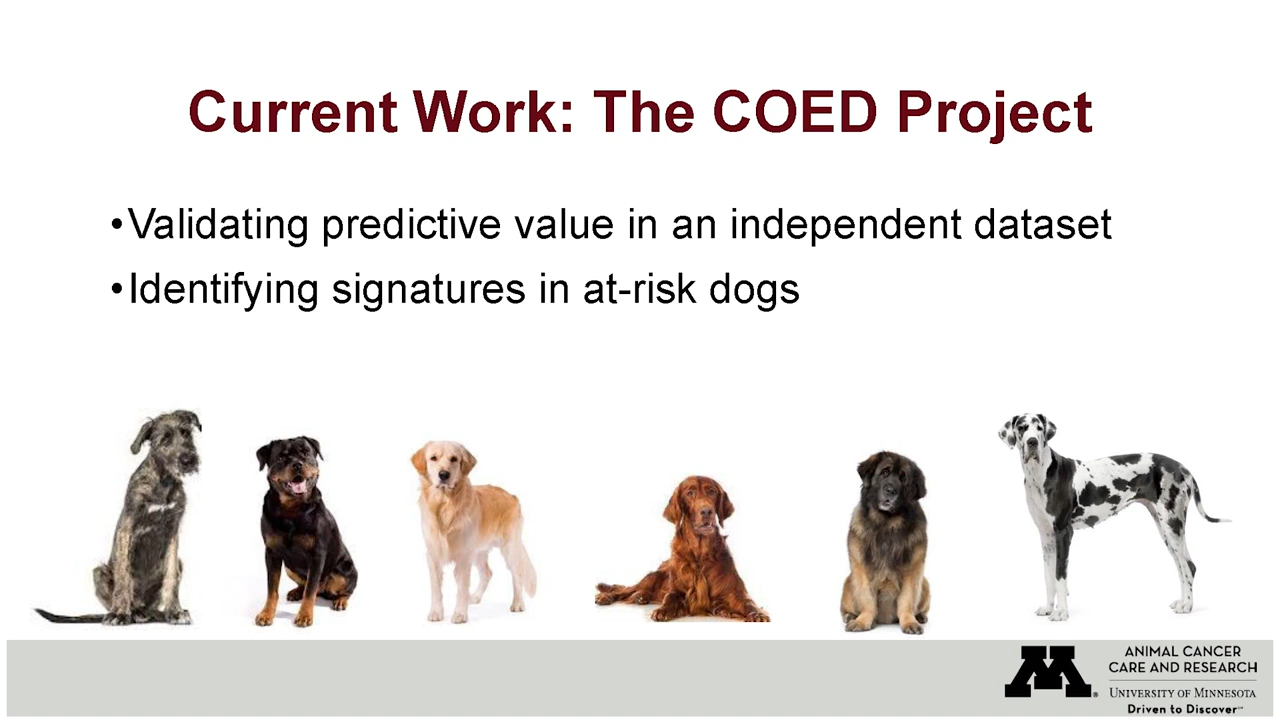 Current Work: The COED Project
•Validating predictive value in an independent dataset
•Identifying signatures in at-risk dogs
ANIMAL CANCER
CARE AND RESEARCH
UNIVERSITY OF MINNESOTA
Driven to Discover℠
M®